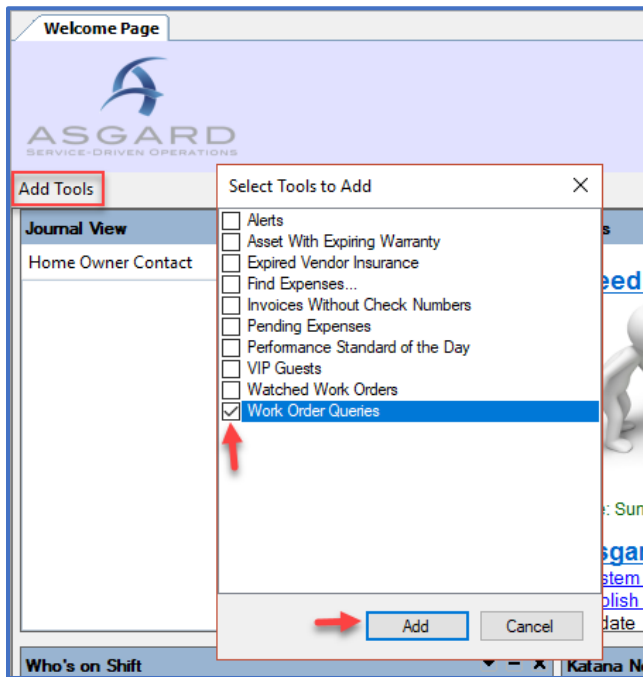 Welcome Page
ASGARD
SERVICE-DRIVEN OPERATIONS
Add Tools
Select Tools to Add
Journal View
Home Owner Contact
Alerts
Asset With Expiring Warranty
Expired Vendor Insurance
Find Expenses...
Invoices Without Check Numbers
Pending Expenses
Performance Standard of the Day
VIP Guests
Watched Work Orders
Work Order Queries
Add
Cancel
Who's on Shift
Katana